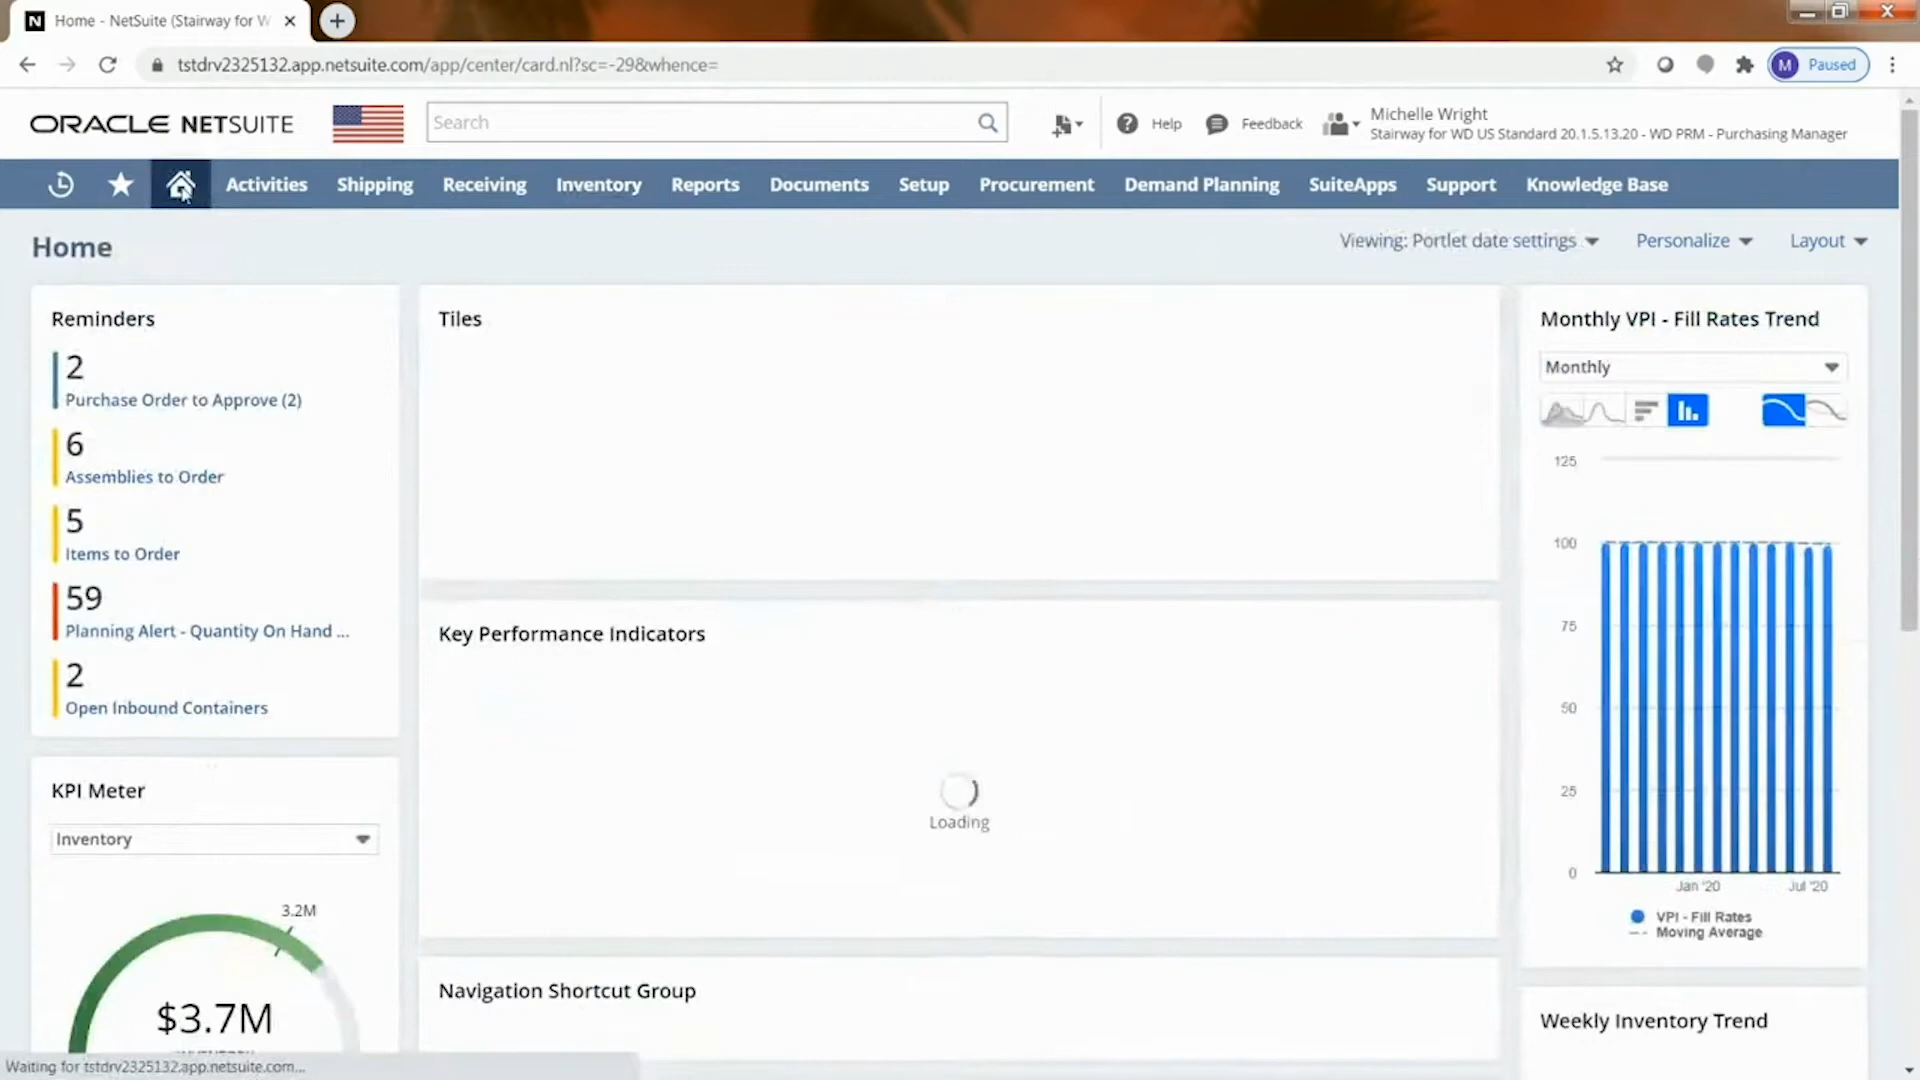 Home - NetSuite (Stairway for W
tstdrv2325132.app.netsuite.com/app/center/card.nl?sc=-29&whence=
M Paused
ORACLE NETSUITE
Search
Help
Feedback
Michelle Wright
Stairway for WD US Standard 20.1.5.13.20 - WD PRM - Purchasing Manager
Activities Shipping Receiving Inventory Reports Documents Setup Procurement Demand Planning SuiteApps Support Knowledge Base
Home
Viewing: Portlet date settings Personalize Layout
Reminders
2
Purchase Order to Approve (2)
6
Assemblies to Order
5
Items to Order
59
Planning Alert - Quantity On Hand ...
2
Open Inbound Containers
KPI Meter
Inventory
3.2M
$3.7M
Tiles
Key Performance Indicators
Loading
Navigation Shortcut Group
Monthly VPI - Fill Rates Trend
Monthly
125
100
75
50
25
0
Jan '20 Jul '20
VPI - Fill Rates
Moving Average
Weekly Inventory Trend
Waiting for tstdrv2325132.app.netsuite.com...